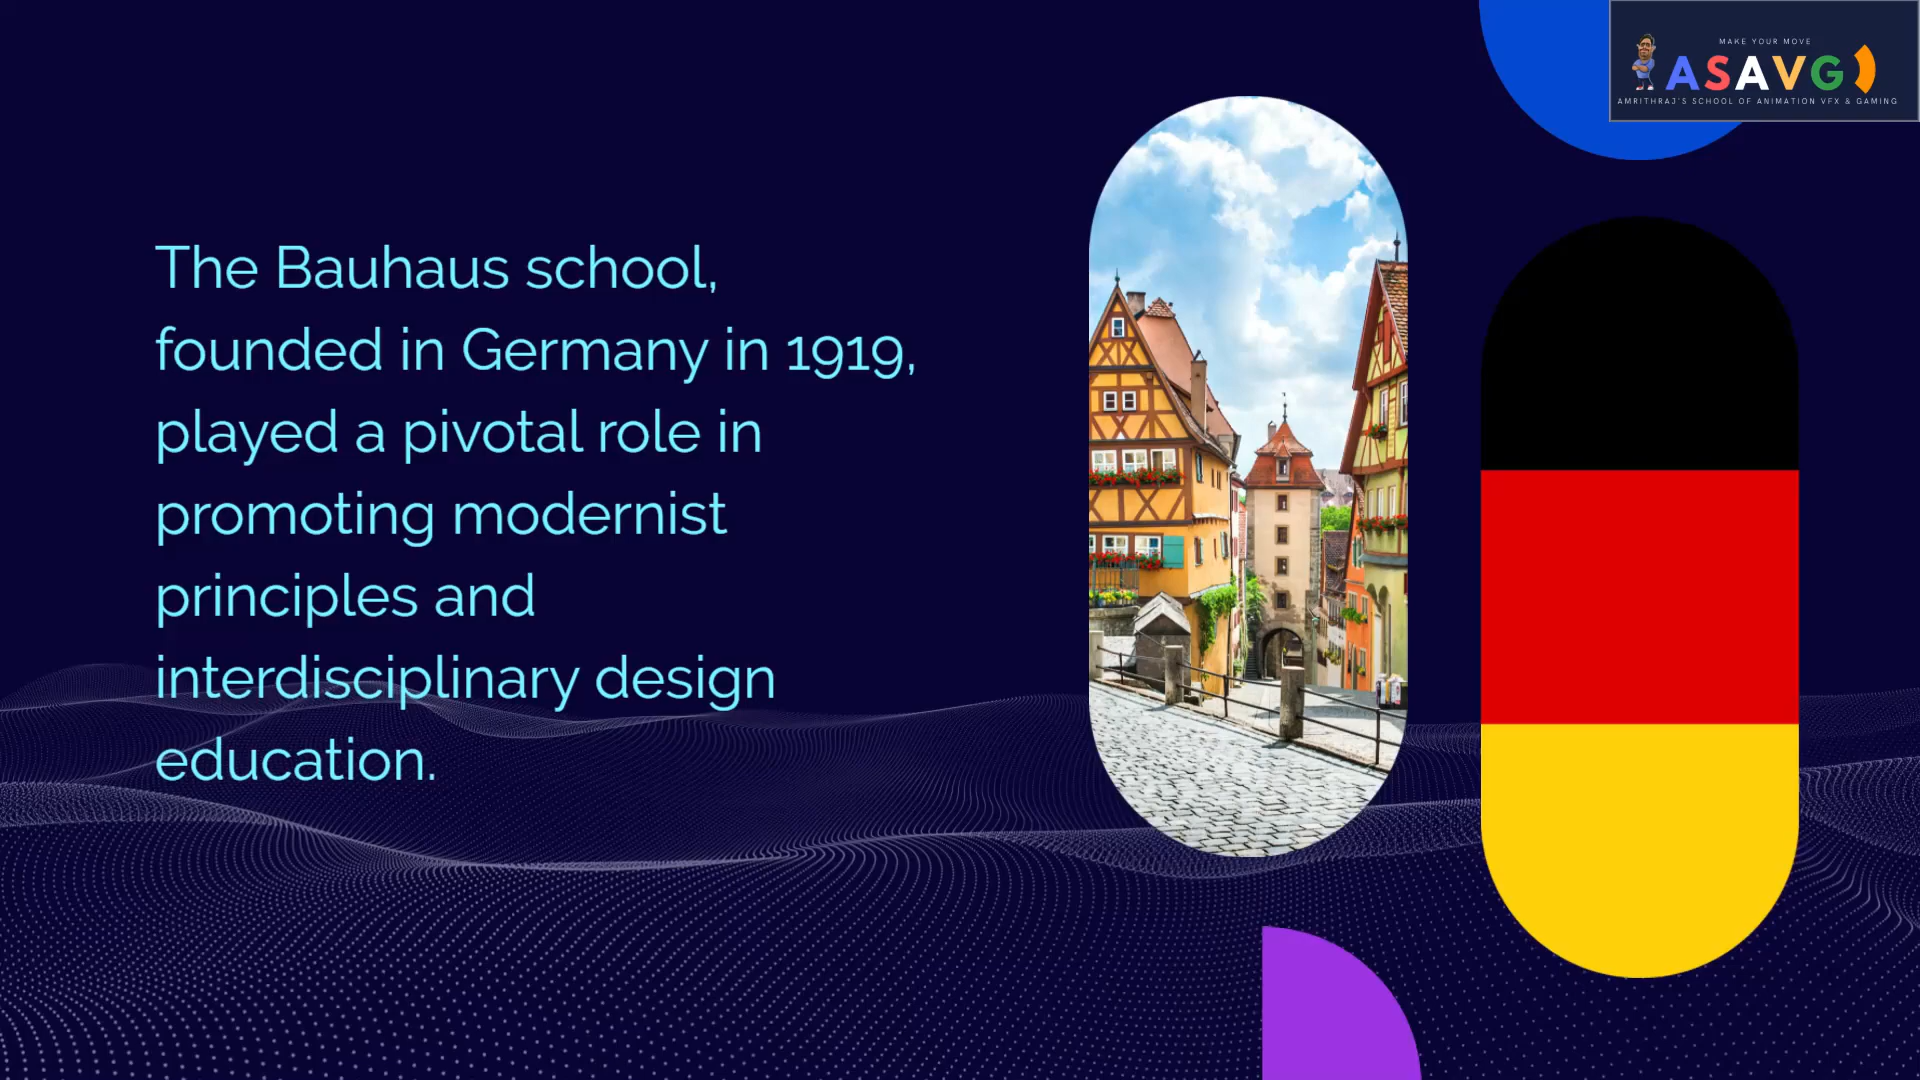 MAKE YOUR MOVE
ASAVG
AMRITHRAJ'S SCHOOL OF ANIMATION VFX & GAMING
The Bauhaus school,
founded in Germany in 1919,
played a pivotal role in
promoting modernist
principles and
interdisciplinary design
education.